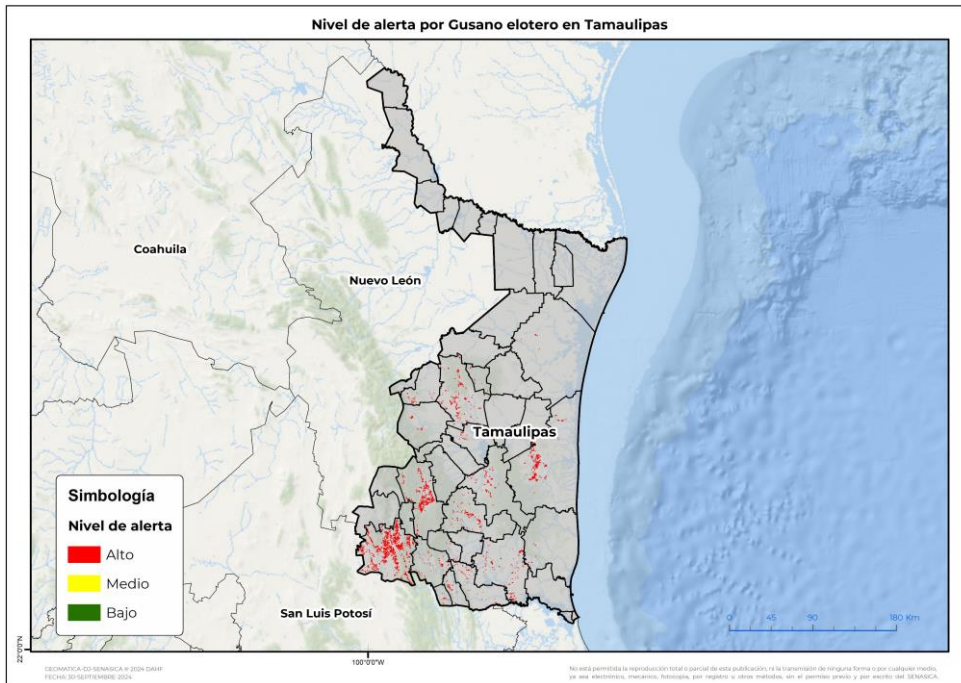 Nivel de alerta por Gusano elotero en Tamaulipas
Coahuila
Nuevo León
Tamaulipas
San Luis Potosí
Simbología
Nivel de alerta
Alto
Medio
Bajo
0 45 90 180 Km
22°0'0"N
100°0'0"W
GEOMATICA-DJ-SENASICA ® 2024 DAHF
FECHA: 30-SEPTIEMBRE-2024
No está permitida la reproducción total o parcial de esta publicación, ni la transmisión de ninguna forma o por cualquier medio,
ya sea electrónico, mecánico, fotocopia, por registro u otros métodos, sin el permiso previo y por escrito del SENASICA.